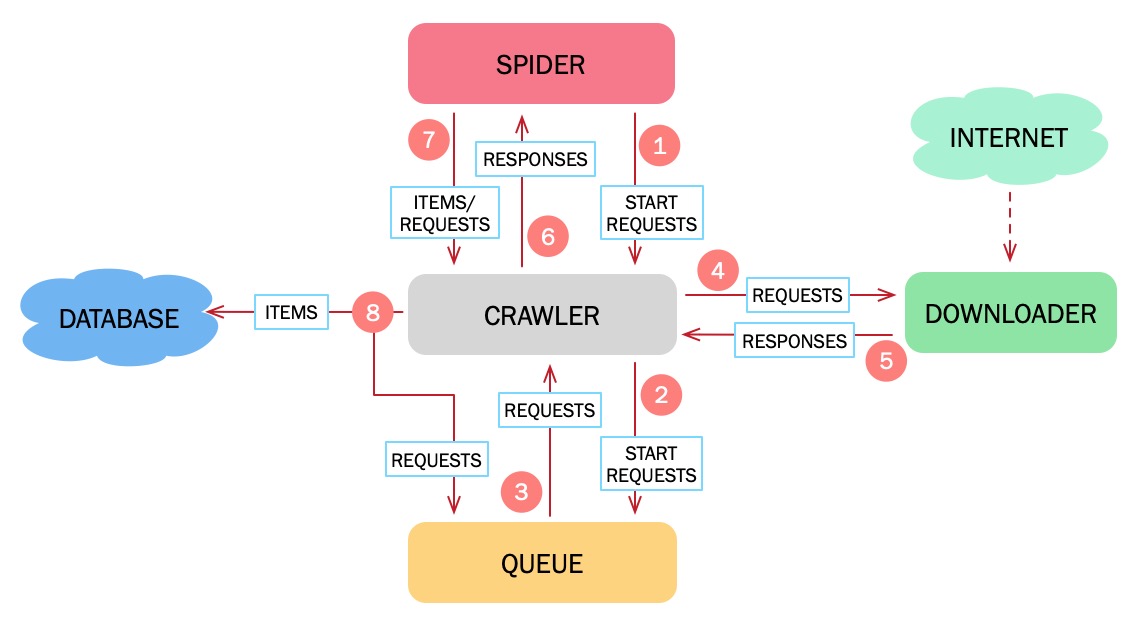 SPIDER
7
1
RESPONSES
INTERNET
ITEMS/
REQUESTS
START
REQUESTS
6
4
REQUESTS
DATABASE
ITEMS
8
CRAWLER
DOWNLOADER
RESPONSES
5
2
REQUESTS
REQUESTS
START
REQUESTS
3
QUEUE